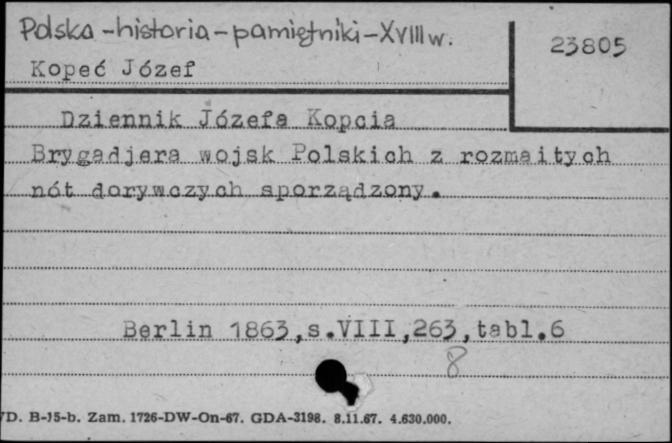 Polska-historia-pamiętniki-XVIII w.
23805
Kopeć Józef
Dziennik Józefa Kopcia
Brygadjera wojsk Polskich z rozmaitych
nót dorywczych sporządzony.
Berlin 1863,s.VIII,263,tabl.6
8
D. B-15-b. Zam. 1726-DW-On-67. GDA-3198. 8.11.67. 4.630.000.